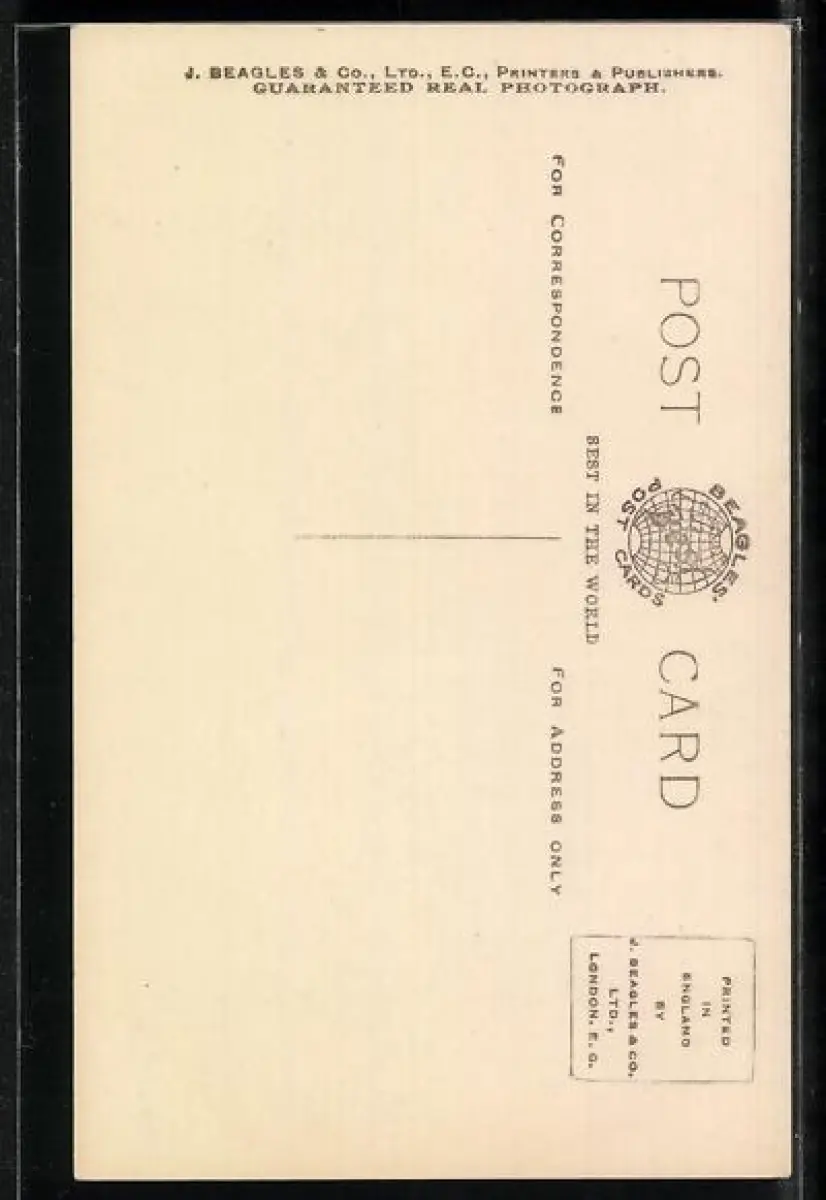 J. BEAGLES & Co., LTD., E.C., PRINTERS & PUBLISHERS.
GUARANTEED REAL PHOTOGRAPH.
POST CARD
BEAGLES'
POST CARDS
BEST IN THE WORLD
FOR CORRESPONDENCE
FOR ADDRESS ONLY
PRINTED
IN
ENGLAND
BY
J. BEAGLES & CO.
LTD.,
LONDON. E. C.